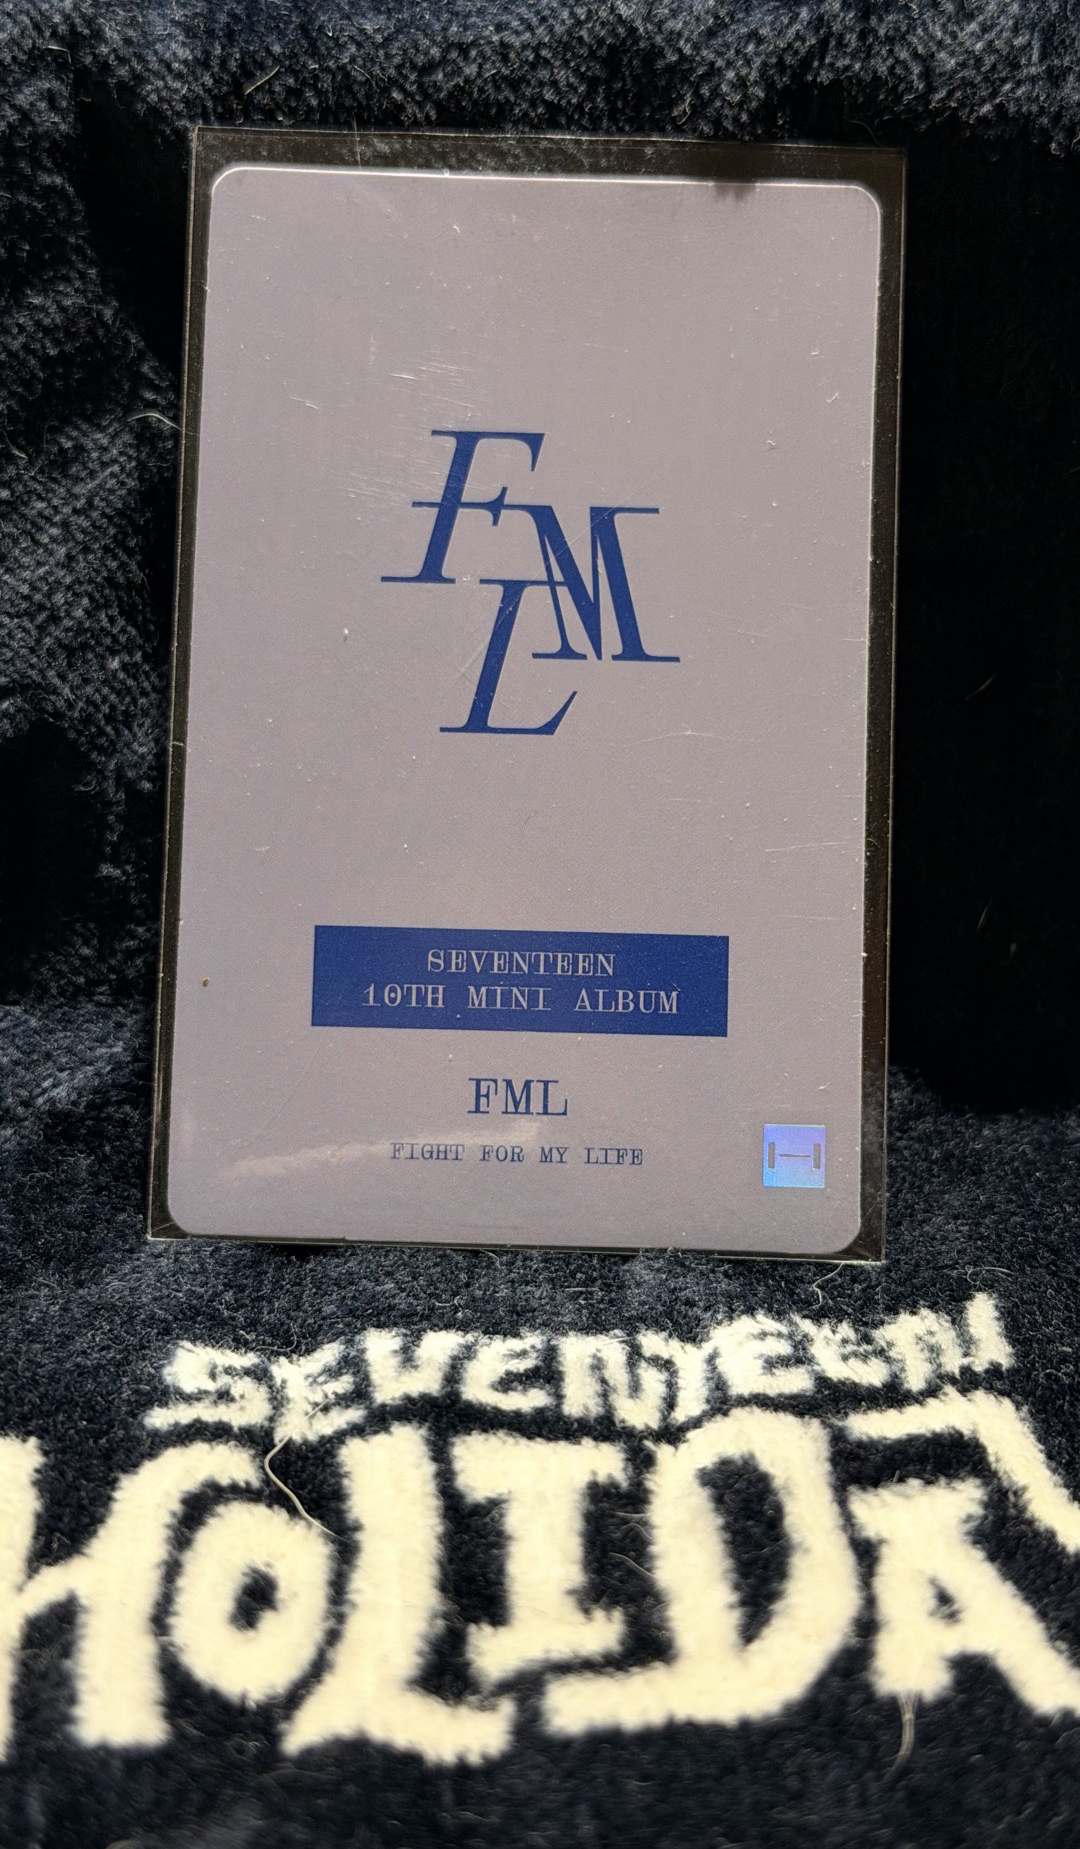 FML
SEVENTEEN
10TH MINI ALBUM
FML
FIGHT FOR MY LIFE
H
SEVENTEEN
HOLIDA